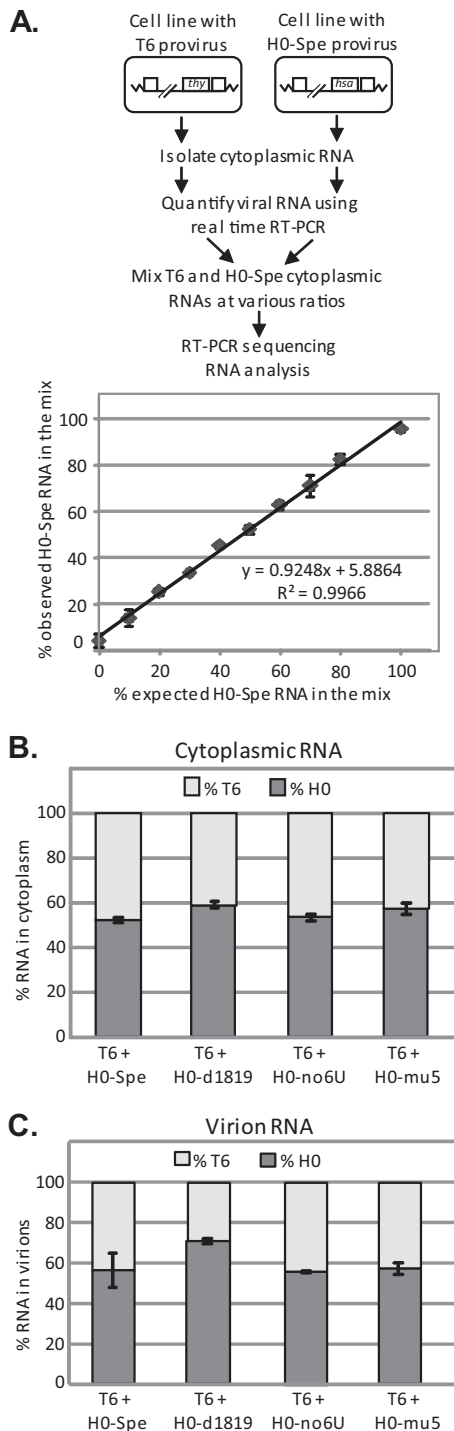 A.
Cell line with
T6 provirus
Cell line with
H0-Spe provirus
thy
hsa
Isolate cytoplasmic RNA
Quantify viral RNA using
real time RT-PCR
Mix T6 and H0-Spe cytoplasmic
RNAs at various ratios
RT-PCR sequencing
RNA analysis
% observed H0-Spe RNA in the mix
100
80
60
40
20
0
y = 0.9248x + 5.8864
R² = 0.9966
0 20 40 60 80 100
% expected H0-Spe RNA in the mix
B.
Cytoplasmic RNA
% T6 % H0
% RNA in cytoplasm
100
80
60
40
20
0
T6 + T6 + T6 + T6 +
H0-Spe H0-d1819 H0-no6U H0-mu5
C.
Virion RNA
% T6 % H0
% RNA in virions
100
80
60
40
20
0
T6 + T6 + T6 + T6 +
H0-Spe H0-d1819 H0-no6U H0-mu5